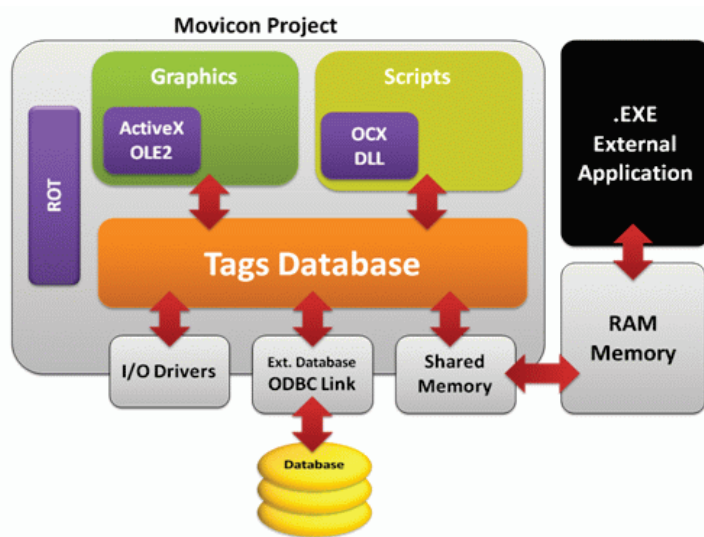 Movicon Project
Graphics
Scripts
ActiveX
OLE2
OCX
DLL
ROT
.EXE
External
Application
Tags Database
I/O Drivers
Ext. Database
ODBC Link
Shared
Memory
RAM
Memory
Database